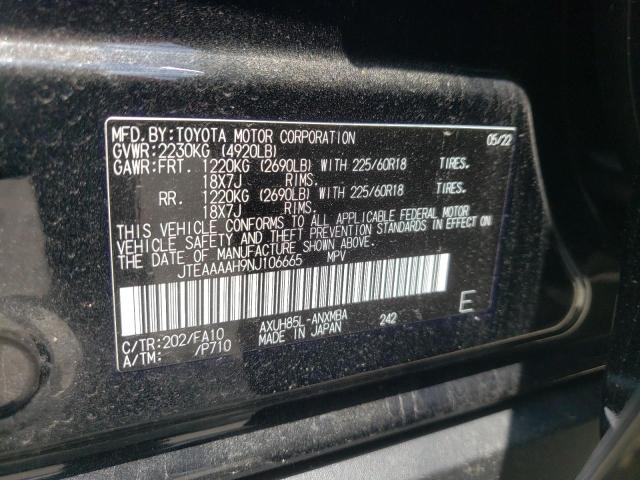 MFD.BY:TOYOTA MOTOR CORPORATION 05/22
GVWR:2230KG (4920LB)
GAWR:FRT. 1220KG (2690LB) WITH 225/60R18 TIRES.
18X7J RIMS.
RR. 1220KG (2690LB) WITH 225/60R18 TIRES.
18X7J RIMS.
THIS VEHICLE CONFORMS TO ALL APPLICABLE FEDERAL MOTOR
VEHICLE SAFETY AND THEFT PREVENTION STANDARDS IN EFFECT ON
THE DATE OF MANUFACTURE SHOWN ABOVE.
JTEAAAAH9NJ106665 MPV
C/TR:202/FA10 AXUH85L-ANXMBA 242 E
A/TM: /P710 MADE IN JAPAN